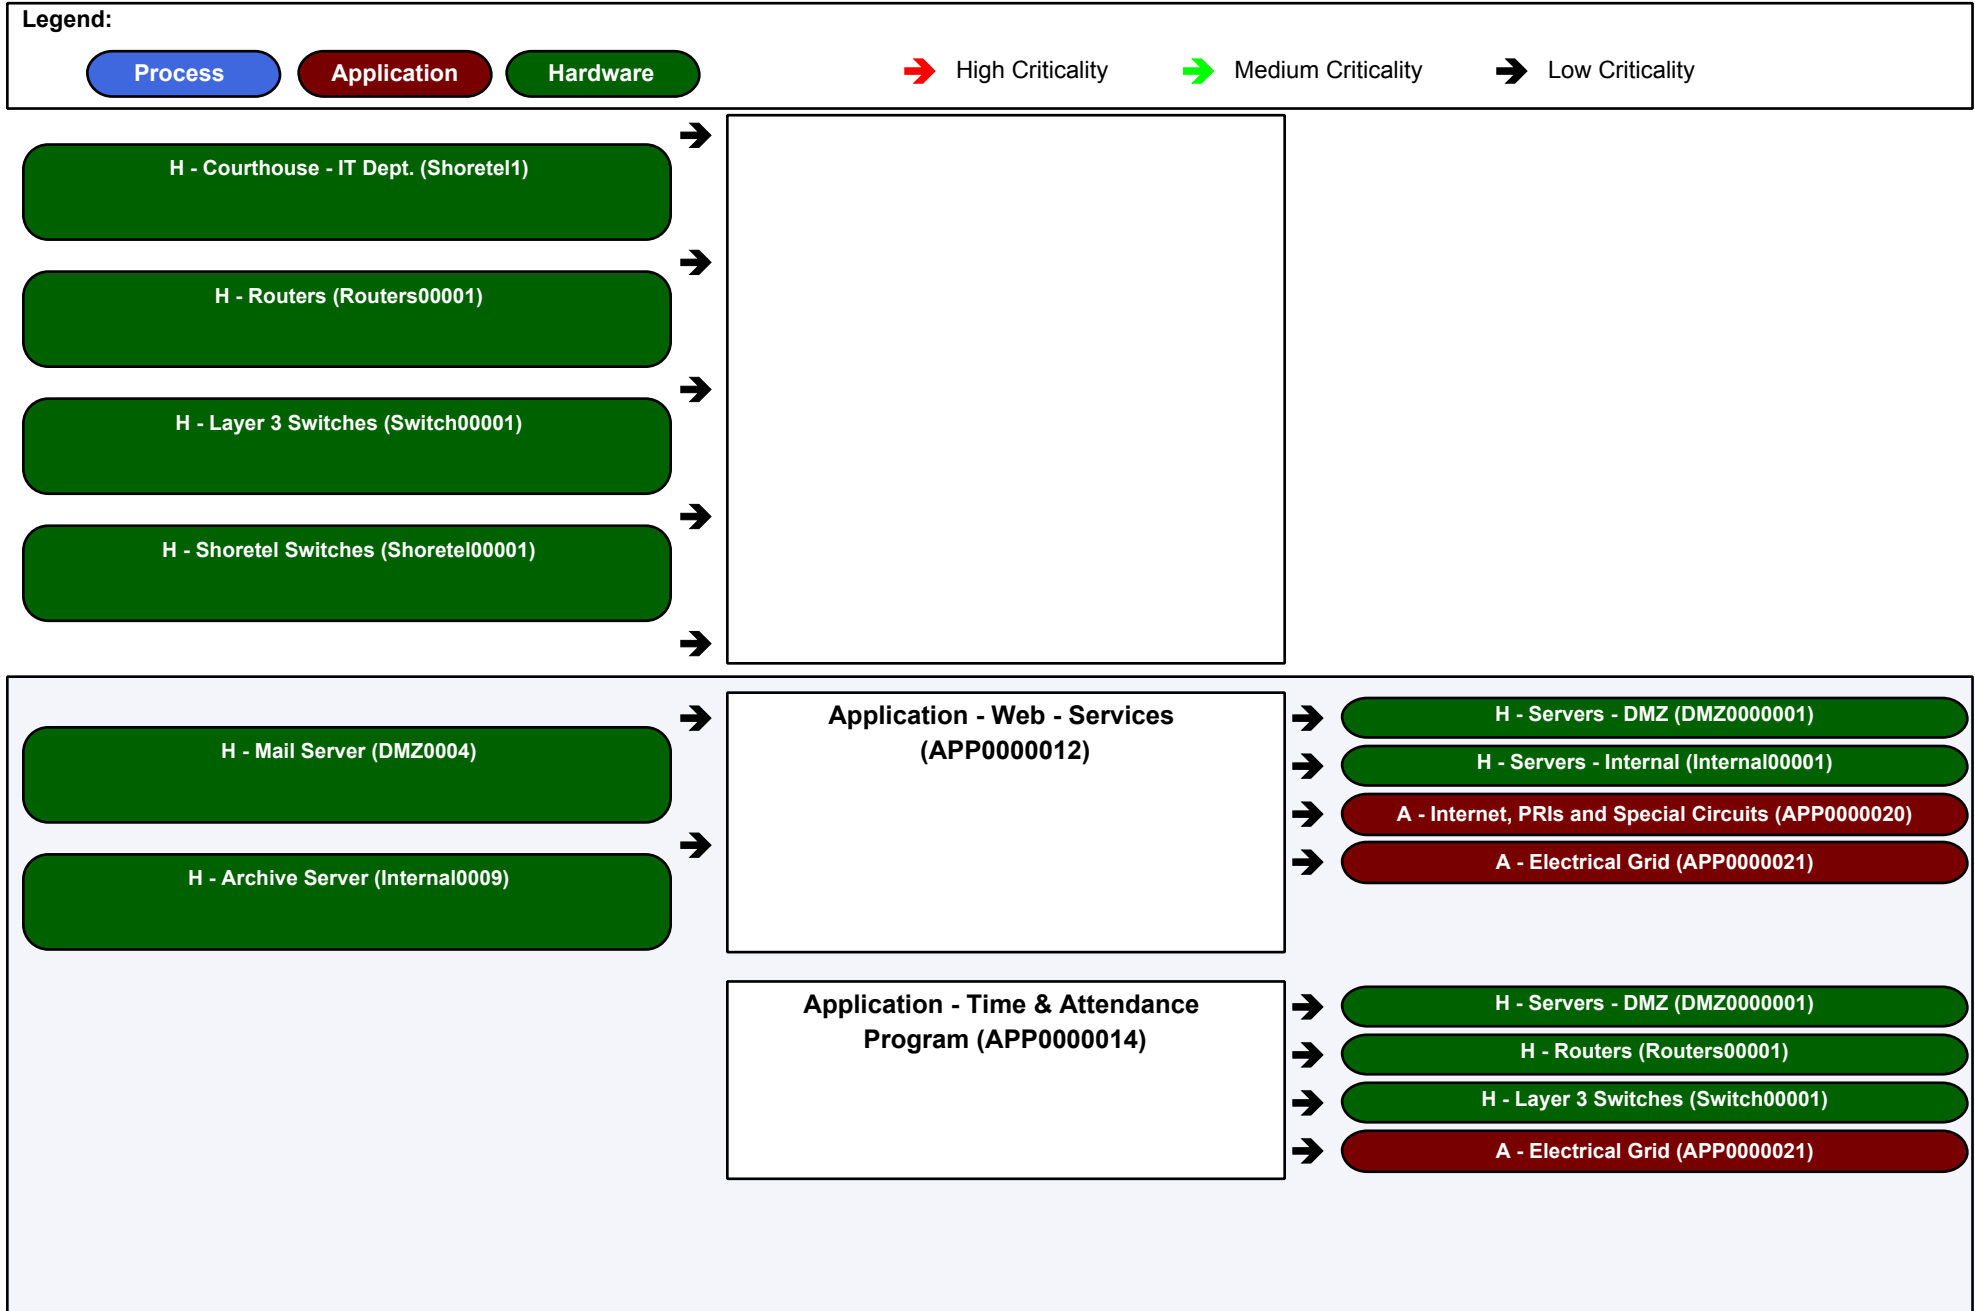 Legend:
Process
Application
Hardware
High Criticality
Medium Criticality
Low Criticality
H - Courthouse - IT Dept. (Shoretel1)
H - Routers (Routers00001)
H - Layer 3 Switches (Switch00001)
H - Shoretel Switches (Shoretel00001)
H - Mail Server (DMZ0004)
H - Archive Server (Internal0009)
Application - Web - Services
(APP0000012)
H - Servers - DMZ (DMZ0000001)
H - Servers - Internal (Internal00001)
A - Internet, PRIs and Special Circuits (APP0000020)
A - Electrical Grid (APP0000021)
Application - Time & Attendance
Program (APP0000014)
H - Servers - DMZ (DMZ0000001)
H - Routers (Routers00001)
H - Layer 3 Switches (Switch00001)
A - Electrical Grid (APP0000021)